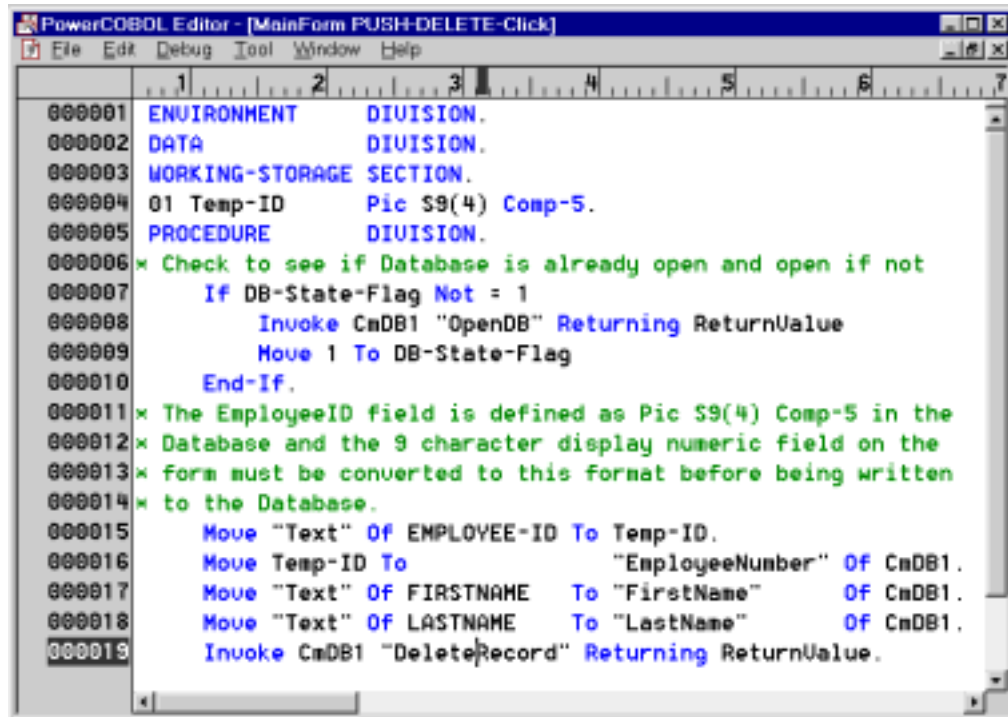 PowerCOBOL Editor - [MainForm PUSH-DELETE-Click]
File Edit Debug Tool Window Help
1 2 3 4 5 6 7
000001 ENVIRONMENT DIVISION.
000002 DATA DIVISION.
000003 WORKING-STORAGE SECTION.
000004 01 Temp-ID Pic S9(4) Comp-5.
000005 PROCEDURE DIVISION.
000006 * Check to see if Database is already open and open if not
000007 If DB-State-Flag Not = 1
000008 Invoke CmDB1 "OpenDB" Returning ReturnValue
000009 Move 1 To DB-State-Flag
000010 End-If.
000011 * The EmployeeID field is defined as Pic S9(4) Comp-5 in the
000012 * Database and the 9 character display numeric field on the
000013 * form must be converted to this format before being written
000014 * to the Database.
000015 Move "Text" Of EMPLOYEE-ID To Temp-ID.
000016 Move Temp-ID To "EmployeeNumber" Of CmDB1.
000017 Move "Text" Of FIRSTNAME To "FirstName" Of CmDB1.
000018 Move "Text" Of LASTNAME To "LastName" Of CmDB1.
000019 Invoke CmDB1 "DeleteRecord" Returning ReturnValue.